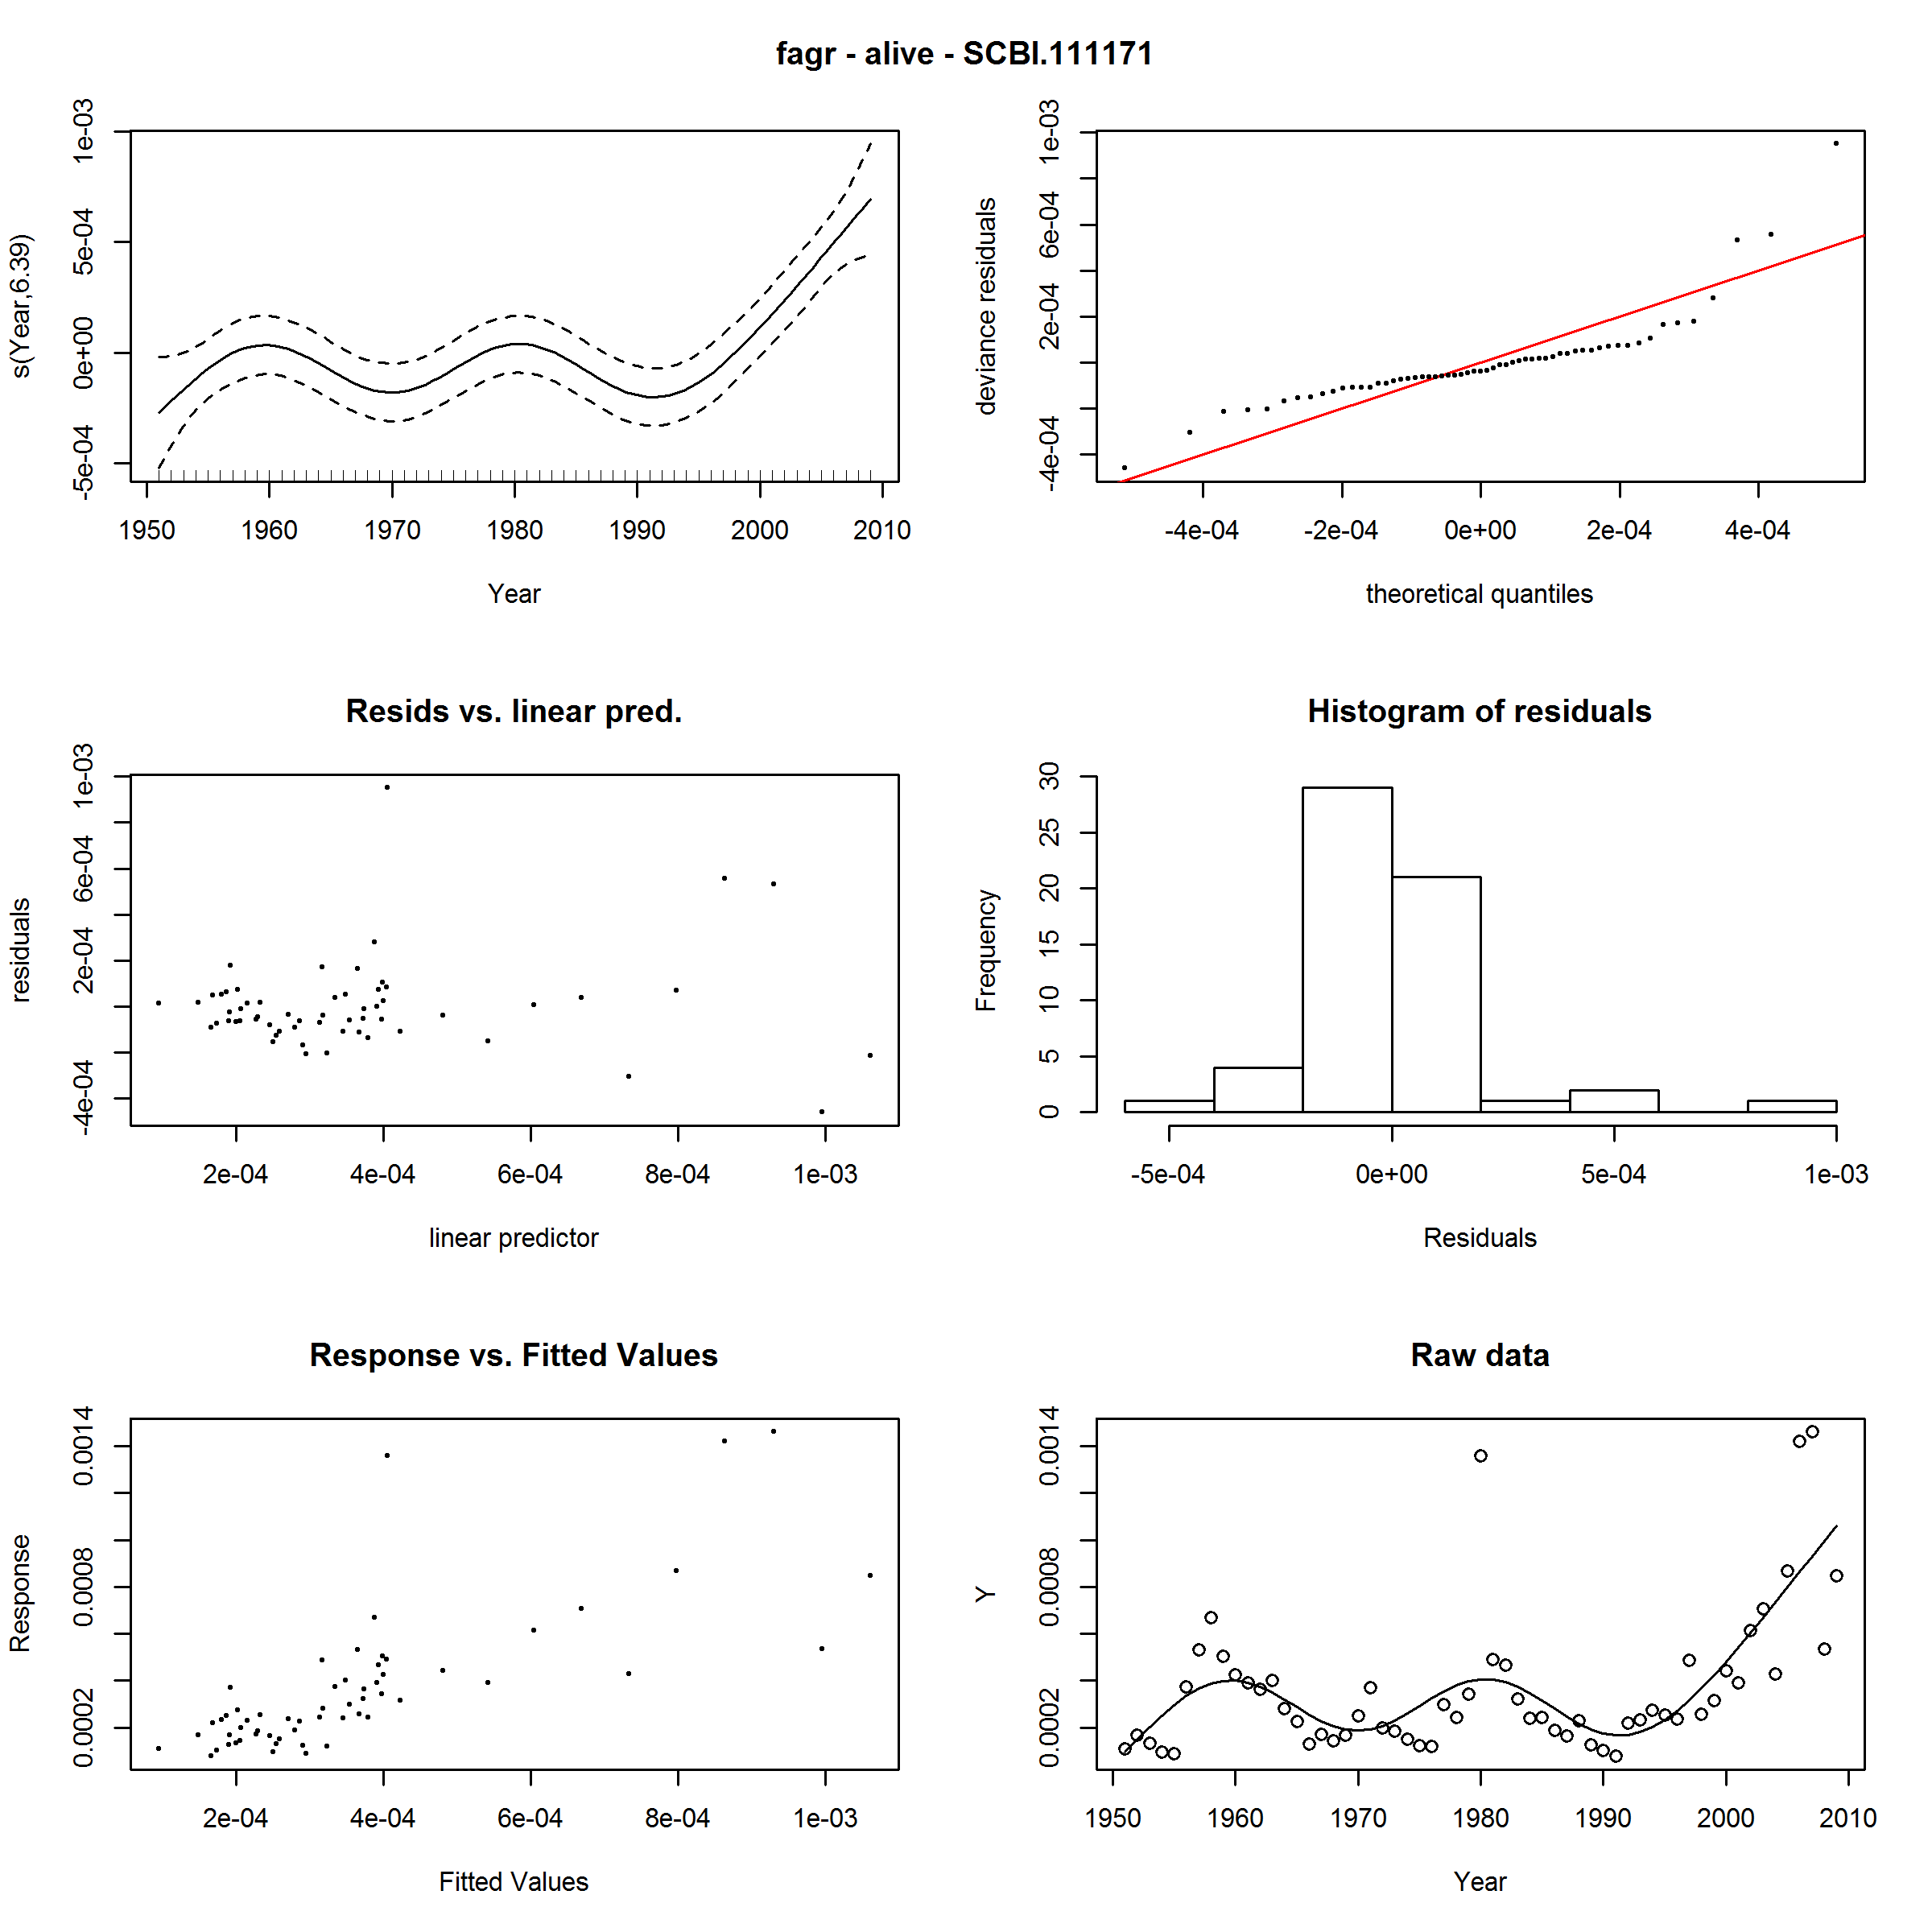 fagr - alive - SCBI.111171
s(Year,6.39)
-5e-04 0e+00 5e-04 1e-03
1950 1960 1970 1980 1990 2000 2010
Year
deviance residuals
-4e-04 2e-04 6e-04 1e-03
-4e-04 -2e-04 0e+00 2e-04 4e-04
theoretical quantiles
Resids vs. linear pred.
residuals
-4e-04 2e-04 6e-04 1e-03
2e-04 4e-04 6e-04 8e-04 1e-03
linear predictor
Histogram of residuals
Frequency
0 5 10 15 20 25 30
-5e-04 0e+00 5e-04 1e-03
Residuals
Response vs. Fitted Values
Response
0.0002 0.0008 0.0014
2e-04 4e-04 6e-04 8e-04 1e-03
Fitted Values
Raw data
Y
0.0002 0.0008 0.0014
1950 1960 1970 1980 1990 2000 2010
Year